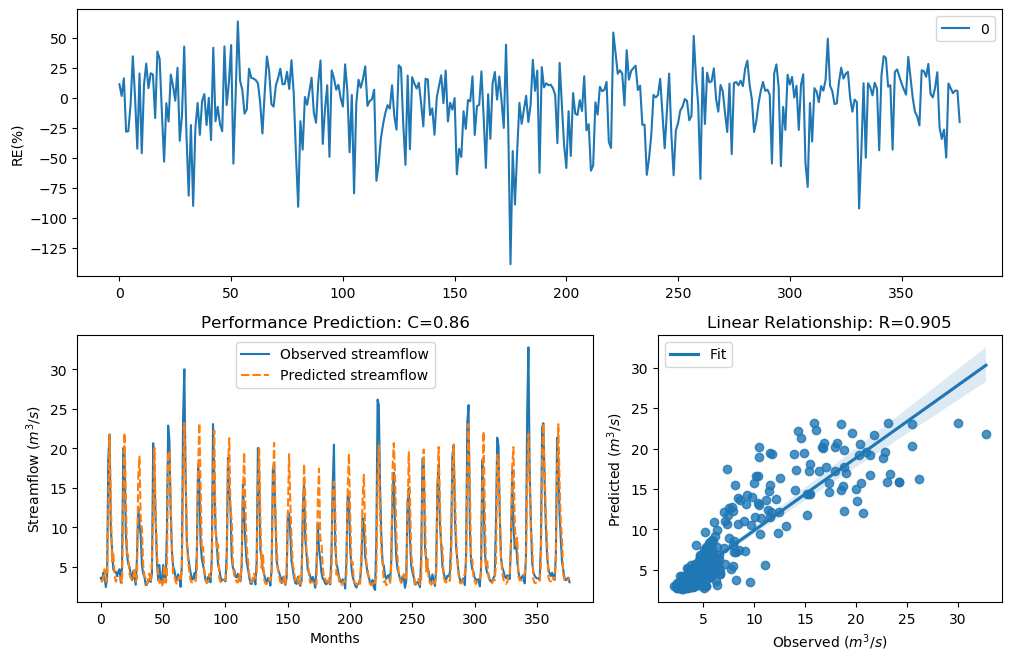 50
25
0
−25
−50
−75
−100
−125
RE(%)
0
0 50 100 150 200 250 300 350
Performance Prediction: C=0.86
Observed streamflow
Predicted streamflow
30
25
20
15
10
5
Streamflow (m³/s)
0 50 100 150 200 250 300 350
Months
Linear Relationship: R=0.905
Fit
30
25
20
15
10
5
Predicted (m³/s)
5 10 15 20 25 30
Observed (m³/s)